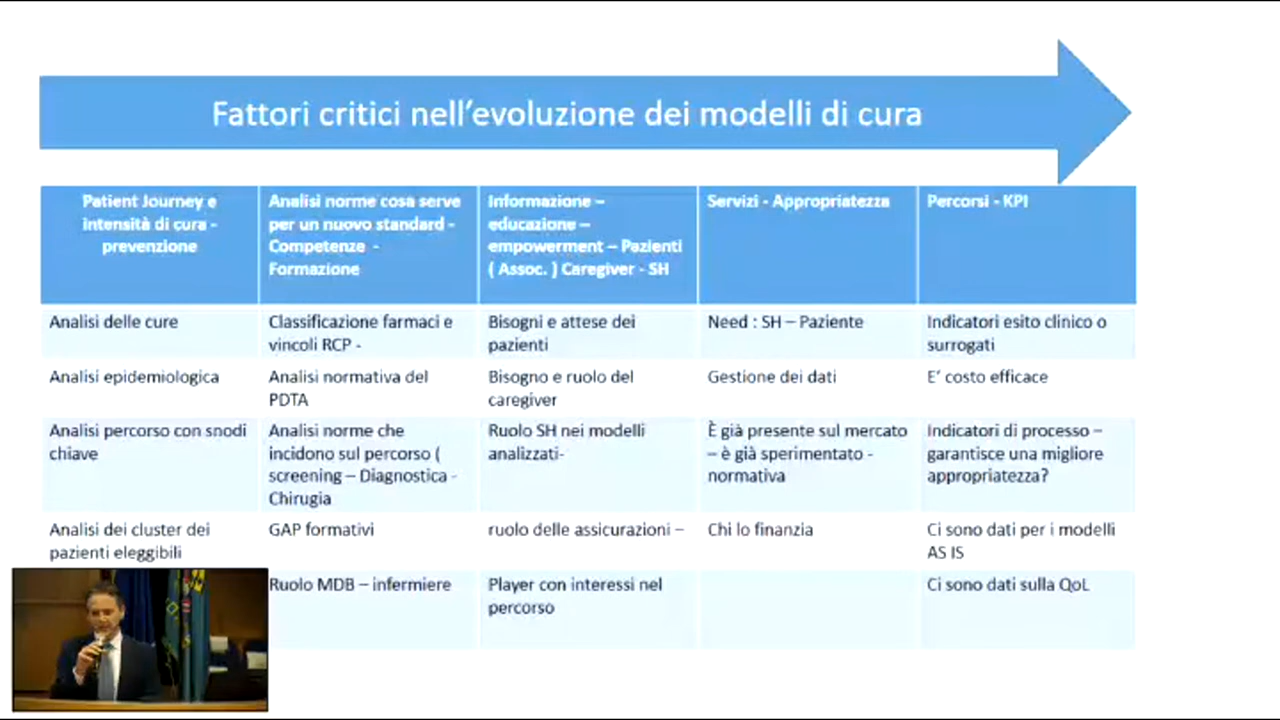 Fattori critici nell'evoluzione dei modelli di cura
Patient Journey e
Intensità di cura -
prevenzione
Analisi norme cosa serve
per un nuovo standard -
Competenze -
Formazione
Informazione –
educazione –
empowerment – Pazienti
( Assoc. ) Caregiver - SH
Servizi - Appropriatezza
Percorsi - KPI
Analisi delle cure
Classificazione farmaci e
vincoli RCP -
Bisogni e attese dei
pazienti
Need : SH – Paziente
Indicatori esito clinico o
surrogati
Analisi epidemiologica
Analisi normativa del
PDTA
Bisogno e ruolo del
caregiver
Gestione dei dati
E' costo efficace
Analisi percorso con snodi
chiave
Analisi norme che
incidono sul percorso (
screening – Diagnostica -
Chirugia
Ruolo SH nei modelli
analizzati-
È già presente sul mercato
– è già sperimentato -
normativa
Indicatori di processo –
garantisce una migliore
appropriatezza?
Analisi dei cluster dei
pazienti eleggibili
GAP formativi
ruolo delle assicurazioni –
Chi lo finanzia
Ci sono dati per i modelli
AS IS
Ruolo MDB – infermiere
Player con interessi nel
percorso
Ci sono dati sulla QoL